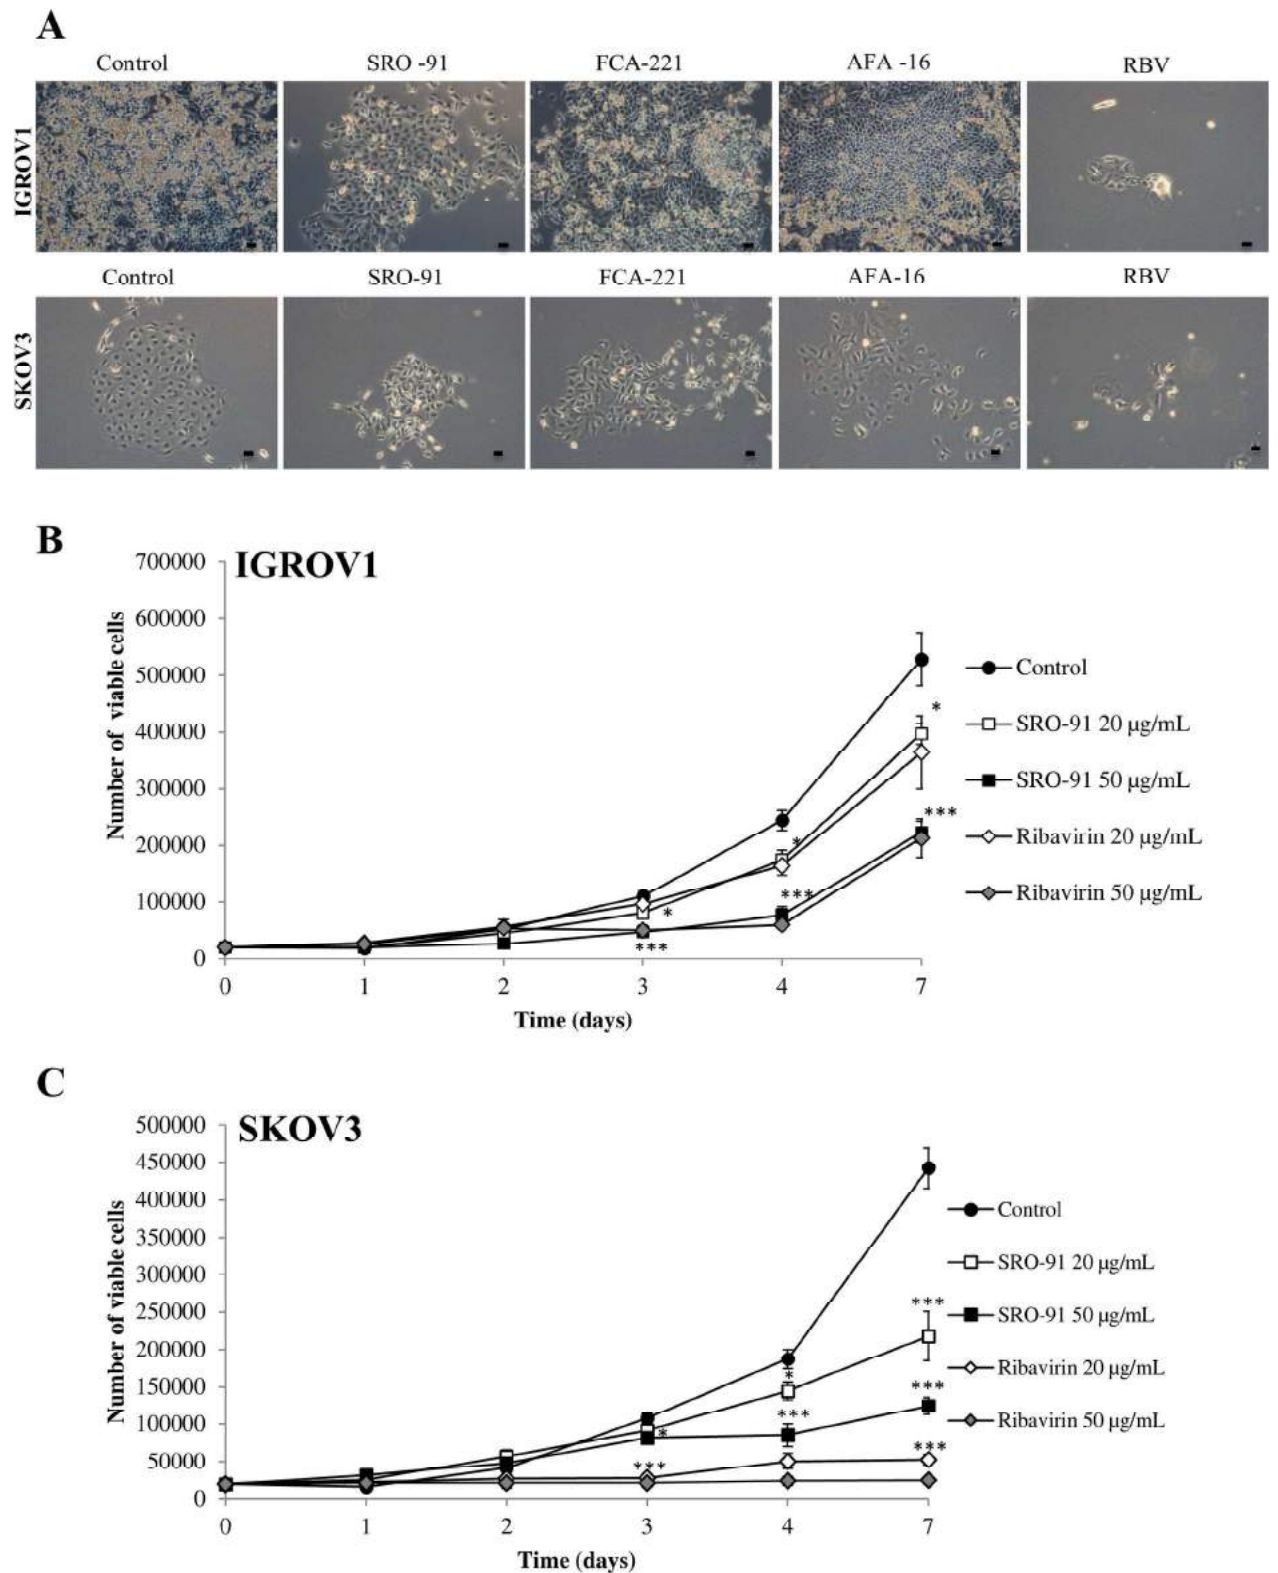 A
Control SRO -91 FCA-221 AFA -16 RBV
IGROV1
Control SRO-91 FCA-221 AFA-16 RBV
SKOV3
B
IGROV1
700000
600000
500000
400000
300000
200000
100000
0
Number of viable cells
*
***
*
***
*
***
0 1 2 3 4 7
Time (days)
Control
SRO-91 20 µg/mL
SRO-91 50 µg/mL
Ribavirin 20 µg/mL
Ribavirin 50 µg/mL
C
SKOV3
500000
450000
400000
350000
300000
250000
200000
150000
100000
50000
0
Number of viable cells
***
*
***
***
*
***
***
0 1 2 3 4 7
Time (days)
Control
SRO-91 20 µg/mL
SRO-91 50 µg/mL
Ribavirin 20 µg/mL
Ribavirin 50 µg/mL